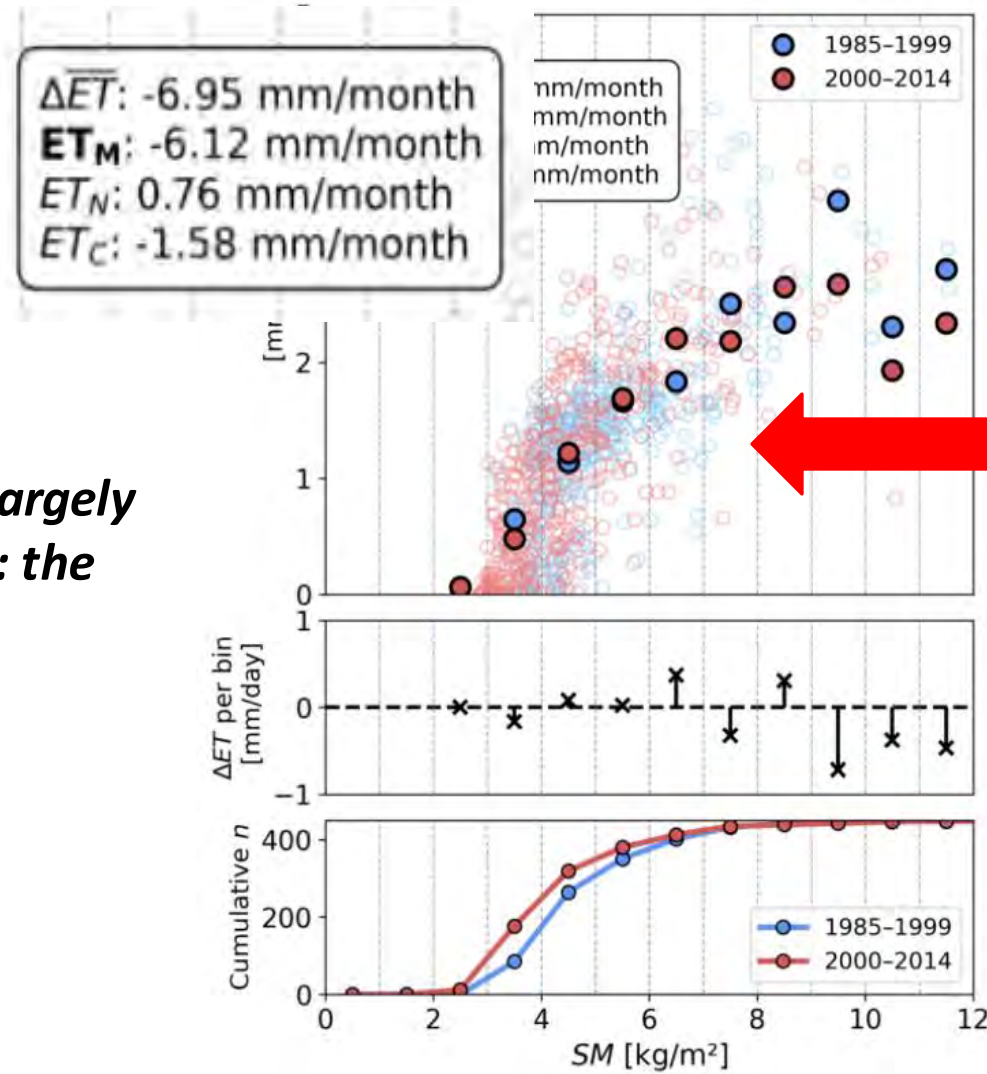 ΔET: -6.95 mm/month
ET_M: -6.12 mm/month
ET_N: 0.76 mm/month
ET_C: -1.58 mm/month
mm/month
mm/month
mm/month
mm/month
1985–1999
2000–2014
2
1
0
argely
: the
1
0
−1
ΔET per bin
[mm/day]
400
200
0
Cumulative n
1985–1999
2000–2014
0 2 4 6 8 10 12
SM [kg/m²]